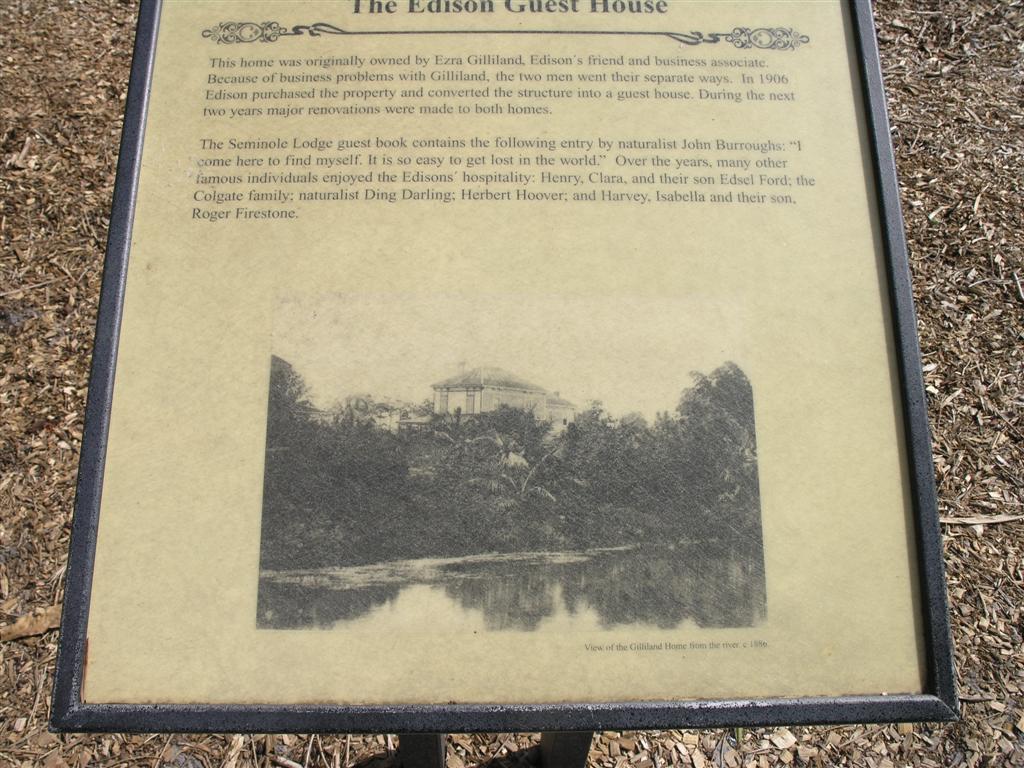 The Edison Guest House
This home was originally owned by Ezra Gilliland, Edison's friend and business associate.
Because of business problems with Gilliland, the two men went their separate ways. In 1906
Edison purchased the property and converted the structure into a guest house. During the next
two years major renovations were made to both homes.
The Seminole Lodge guest book contains the following entry by naturalist John Burroughs: "I
come here to find myself. It is so easy to get lost in the world." Over the years, many other
famous individuals enjoyed the Edisons' hospitality: Henry, Clara, and their son Edsel Ford; the
Colgate family; naturalist Ding Darling; Herbert Hoover; and Harvey, Isabella and their son,
Roger Firestone.
View of the Gilliland Home from the river. c 1886.